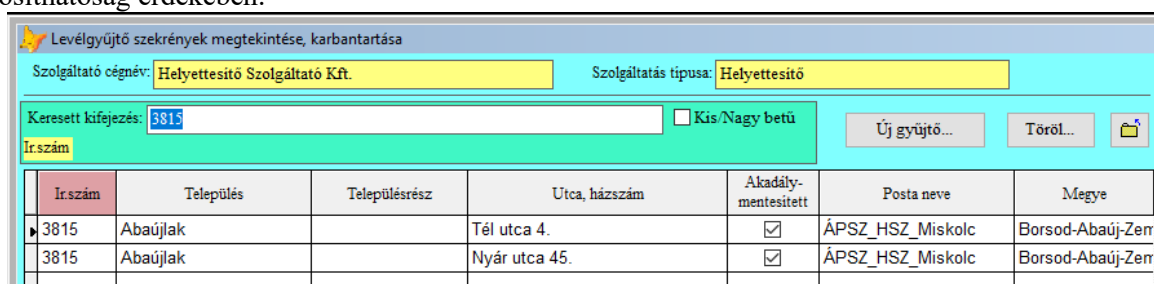 Levélgyűjtő szekrények megtekintése, karbantartása
Szolgáltató cégnév: Helyettesítő Szolgáltató Kft. Szolgáltatás típusa: Helyettesítő
Keresett kifejezés: 3815 Kis/Nagy betű Új gyűjtő... Töröl...
Ir.szám
Ir.szám Település Településrész Utca, házszám Akadály-mentesített Posta neve Megye
3815 Abaújlak Tél utca 4. ÁPSZ_HSZ_Miskolc Borsod-Abaúj-Zem
3815 Abaújlak Nyár utca 45. ÁPSZ_HSZ_Miskolc Borsod-Abaúj-Zem